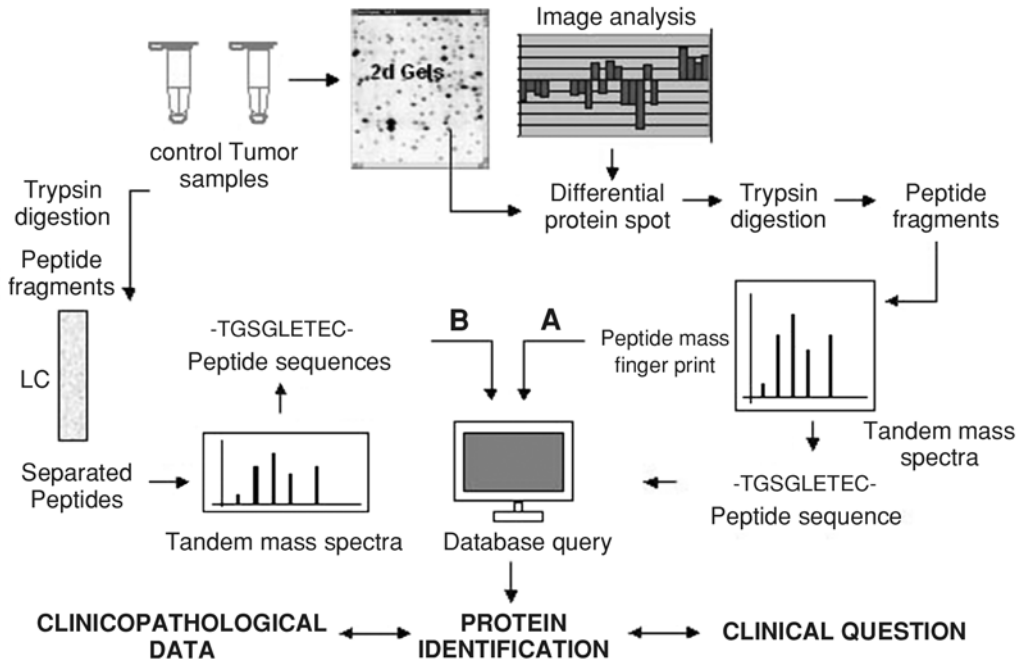 Image analysis
2d Gels
control Tumor
samples
Trypsin
digestion
Peptide
fragments
LC
Separated
Peptides
Tandem mass spectra
-TGSGLETEC-
Peptide sequences
B
A
Differential
protein spot
Trypsin
digestion
Peptide
fragments
Peptide mass
finger print
Tandem mass
spectra
-TGSGLETEC-
Peptide sequence
Database query
CLINICOPATHOLOGICAL
DATA
PROTEIN
IDENTIFICATION
CLINICAL QUESTION